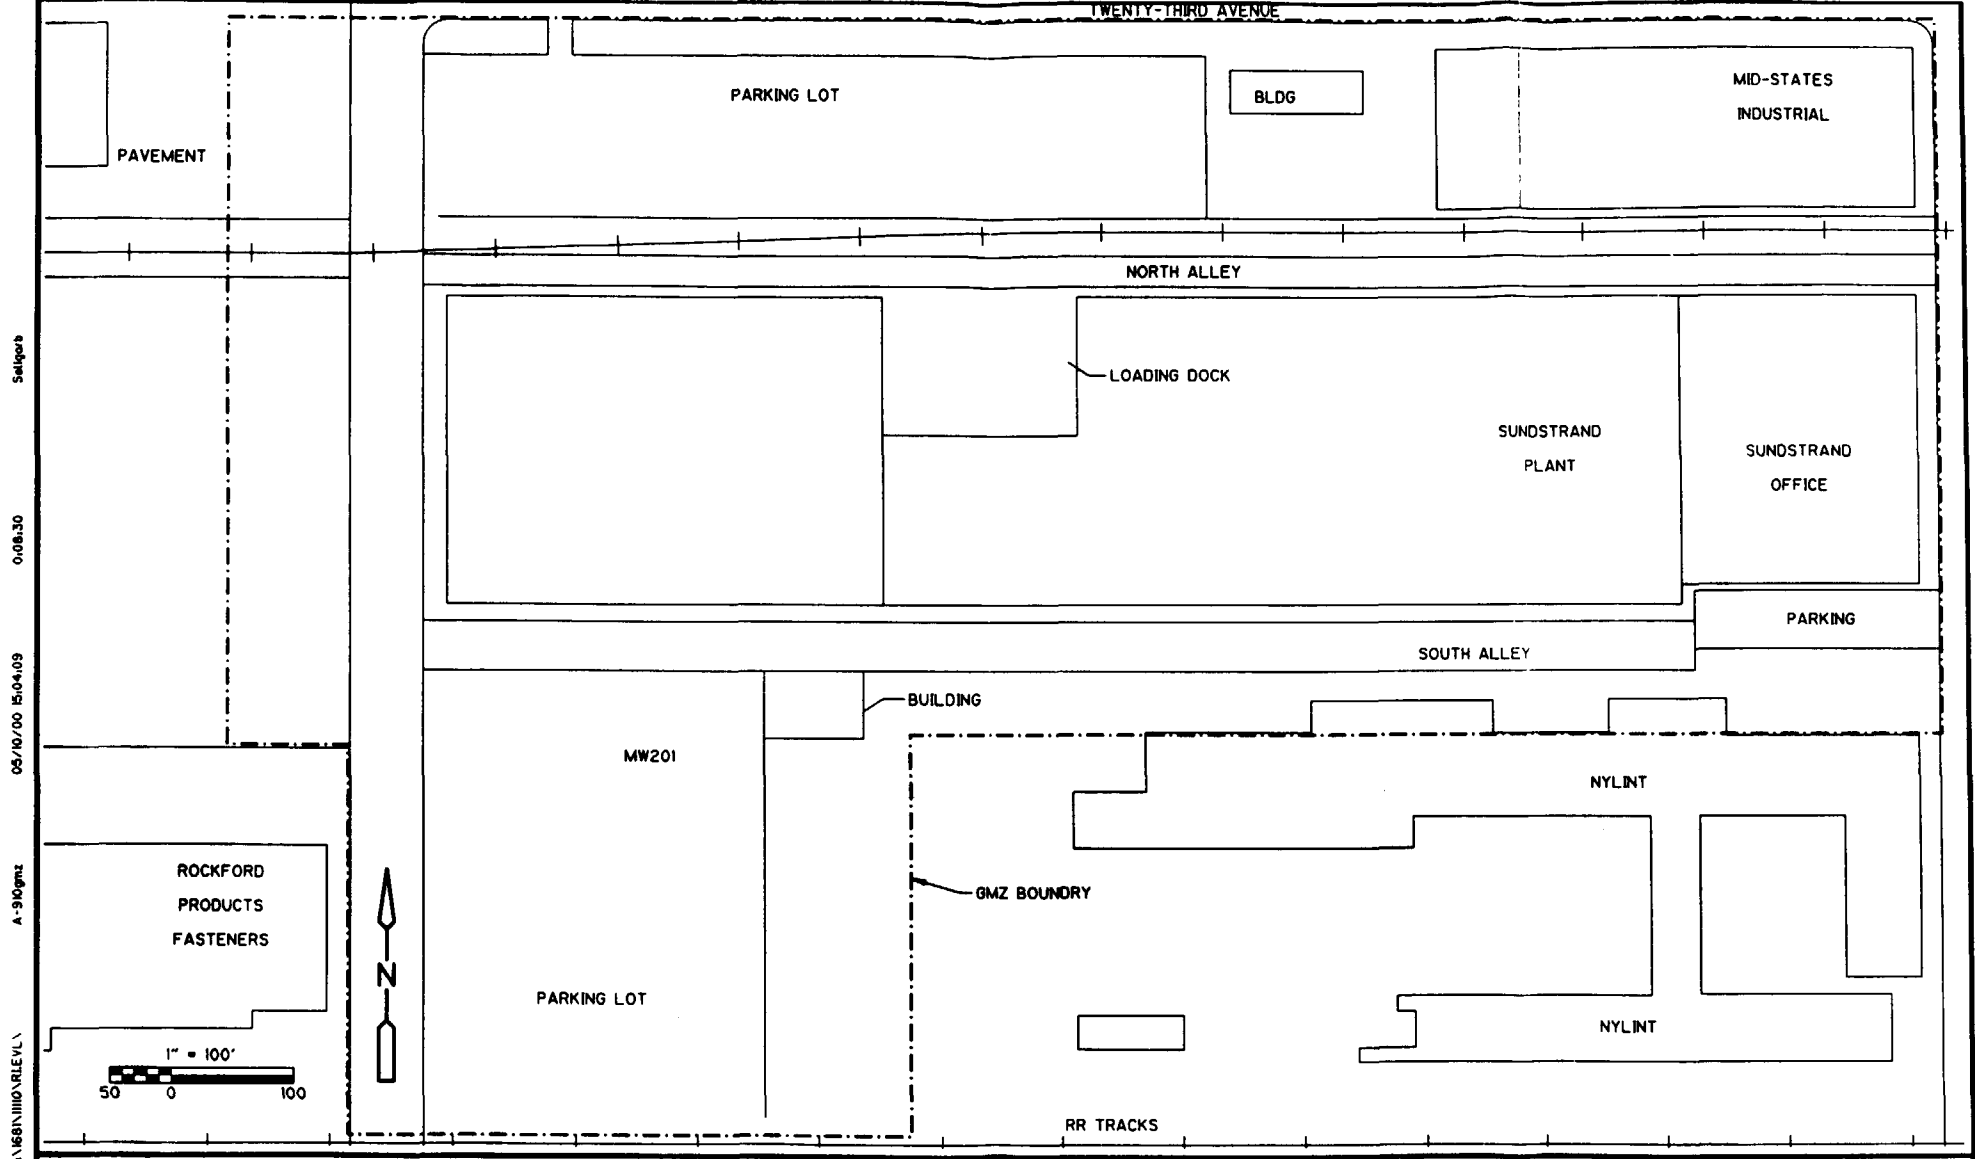 TWENTY-THIRD AVENUE
PARKING LOT
BLDG
MID-STATES
INDUSTRIAL
PAVEMENT
NORTH ALLEY
LOADING DOCK
SUNDSTRAND
PLANT
SUNDSTRAND
OFFICE
PARKING
SOUTH ALLEY
BUILDING
MW201
NYLINT
GMZ BOUNDRY
ROCKFORD
PRODUCTS
FASTENERS
N
PARKING LOT
NYLINT
1" = 100'
50 0 100
RR TRACKS
05/10/00 15:04:09
0:08:30
A-910gmz